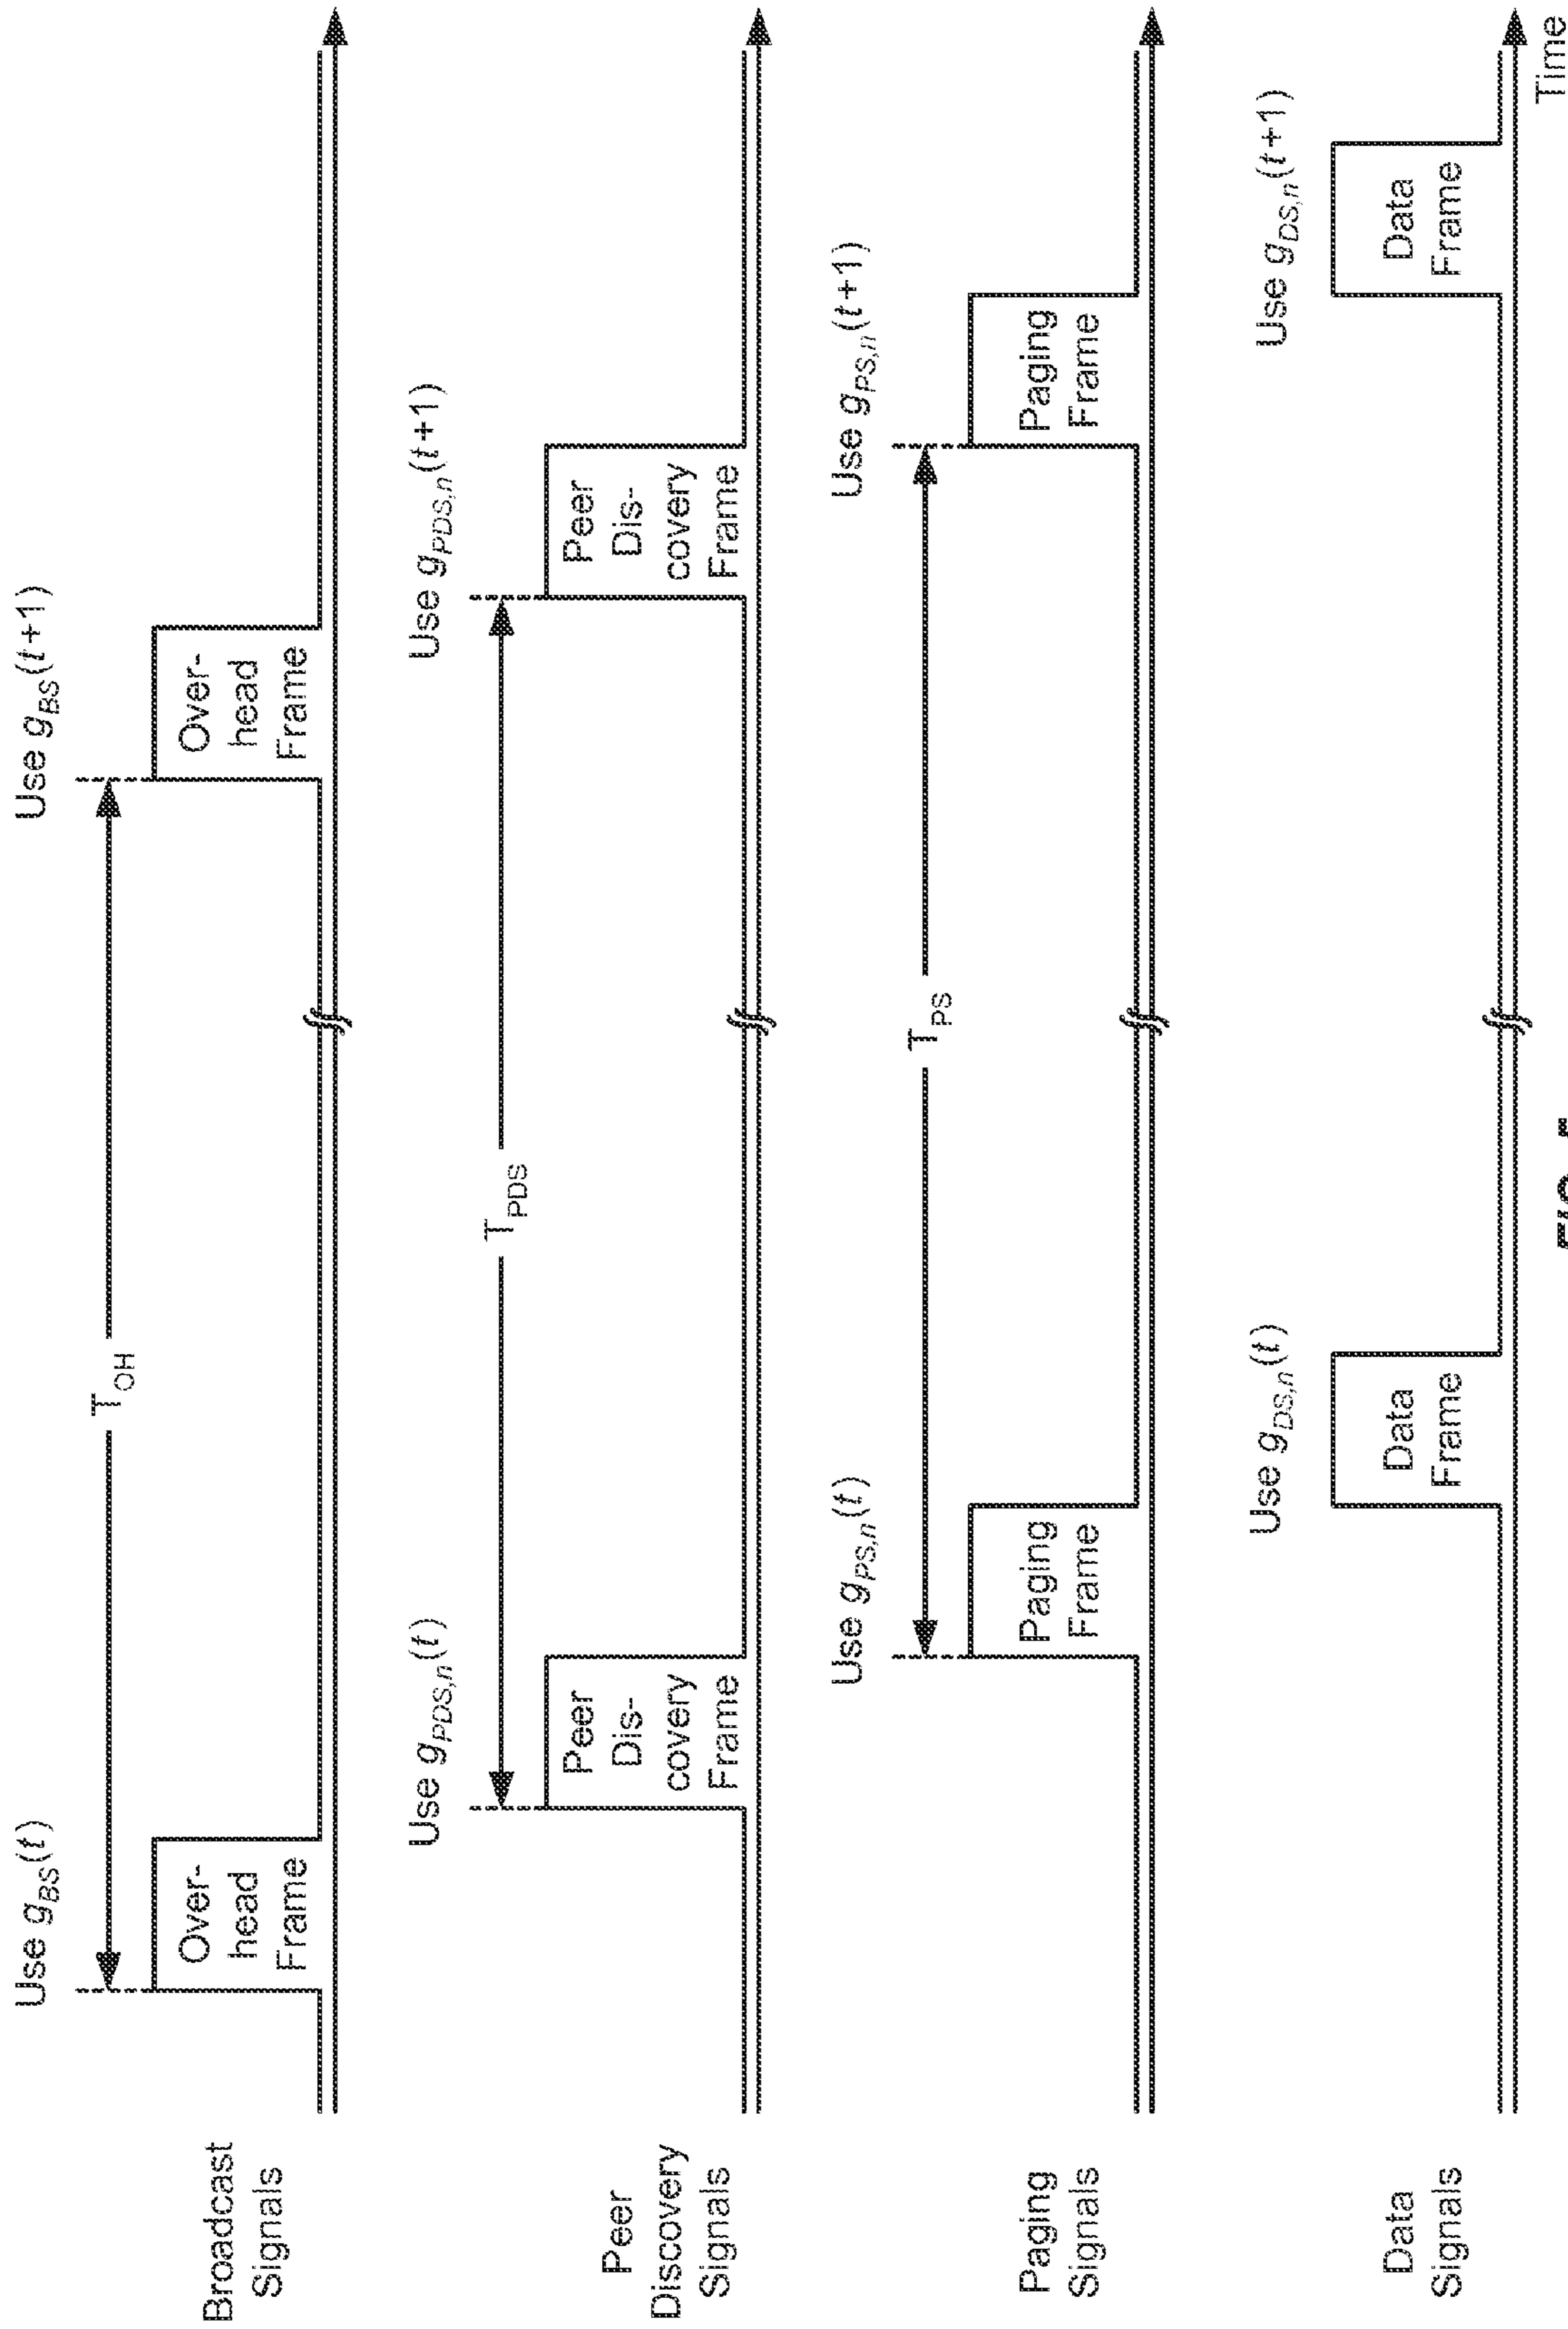 Broadcast
Signals
Use g_BS(t)
Over-
head
Frame
T_OH
Use g_BS(t+1)
Over-
head
Frame
Peer
Discovery
Signals
Use g_PDS,n(t)
Peer
Dis-
covery
Frame
T_PDS
Use g_PDS,n(t+1)
Peer
Dis-
covery
Frame
Paging
Signals
Use g_PS,n(t)
Paging
Frame
T_PS
Use g_PS,n(t+1)
Paging
Frame
Data
Signals
Use g_DS,n(t)
Data
Frame
Use g_DS,n(t+1)
Data
Frame
Time